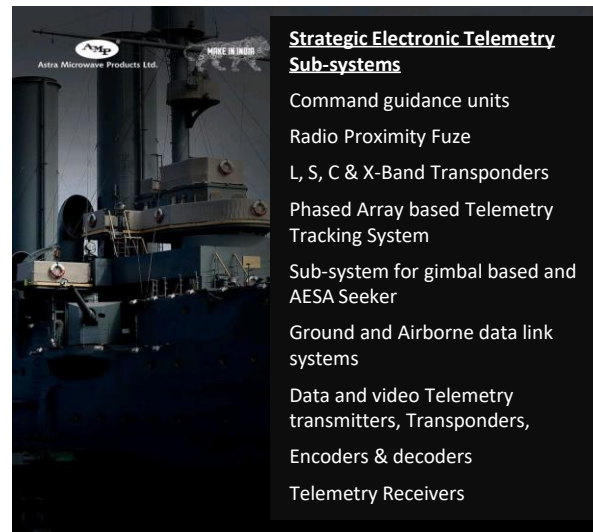 AMP
Astra Microwave Products Ltd.
MAKE IN INDIA
Strategic Electronic Telemetry
Sub-systems
Command guidance units
Radio Proximity Fuze
L, S, C & X-Band Transponders
Phased Array based Telemetry
Tracking System
Sub-system for gimbal based and
AESA Seeker
Ground and Airborne data link
systems
Data and video Telemetry
transmitters, Transponders,
Encoders & decoders
Telemetry Receivers